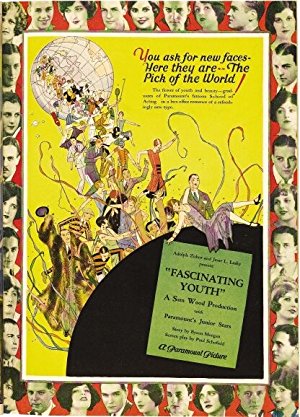 You ask for new faces-
Here they are--The
Pick of the World!
The flower of youth and beauty—grad-
uates of Paramount's famous School of
Acting—in a box office romance of a refresh-
ingly new type.
Adolph Zukor and Jesse L. Lasky
present
"FASCINATING
YOUTH"
A Sam Wood Production
with
Paramount's Junior Stars
Story by Byron Morgan
Screen play by Paul Schofield
A Paramount Picture